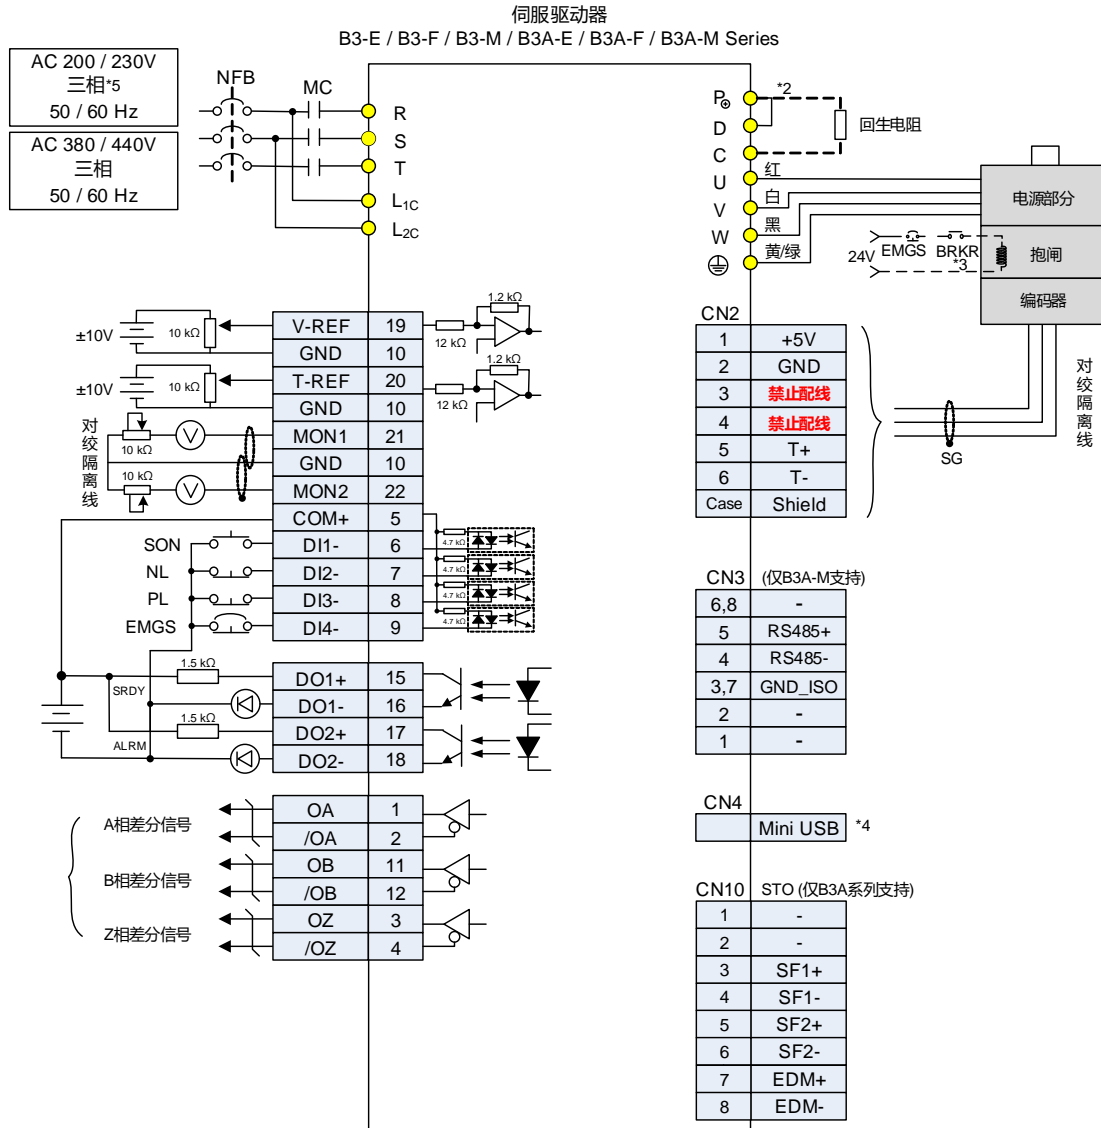 伺服驱动器
B3-E / B3-F / B3-M / B3A-E / B3A-F / B3A-M Series
AC 200 / 230V
三相*5
50 / 60 Hz
AC 380 / 440V
三相
50 / 60 Hz
NFB
MC
R
S
T
L1C
L2C
P⊕
D
C
U
V
W
*2
回生电阻
红
白
黑
黄/绿
电源部分
24V
EMGS
BRKR
*3
抱闸
编码器
±10V
10 kΩ
V-REF 19
GND 10
1.2 kΩ
12 kΩ
±10V
10 kΩ
T-REF 20
GND 10
1.2 kΩ
12 kΩ
对绞隔离线
10 kΩ
V
MON1 21
GND 10
10 kΩ
V
MON2 22
COM+ 5
SON
DI1- 6
4.7 kΩ
NL
DI2- 7
4.7 kΩ
PL
DI3- 8
4.7 kΩ
EMGS
DI4- 9
4.7 kΩ
1.5 kΩ
SRDY
DO1+ 15
DO1- 16
1.5 kΩ
ALRM
DO2+ 17
DO2- 18
A相差分信号
OA 1
/OA 2
B相差分信号
OB 11
/OB 12
Z相差分信号
OZ 3
/OZ 4
CN2
1 +5V
2 GND
3 禁止配线
4 禁止配线
5 T+
6 T-
Case Shield
SG
对绞隔离线
CN3 (仅B3A-M支持)
6,8 -
5 RS485+
4 RS485-
3,7 GND_ISO
2 -
1 -
CN4
Mini USB *4
CN10 STO (仅B3A系列支持)
1 -
2 -
3 SF1+
4 SF1-
5 SF2+
6 SF2-
7 EDM+
8 EDM-